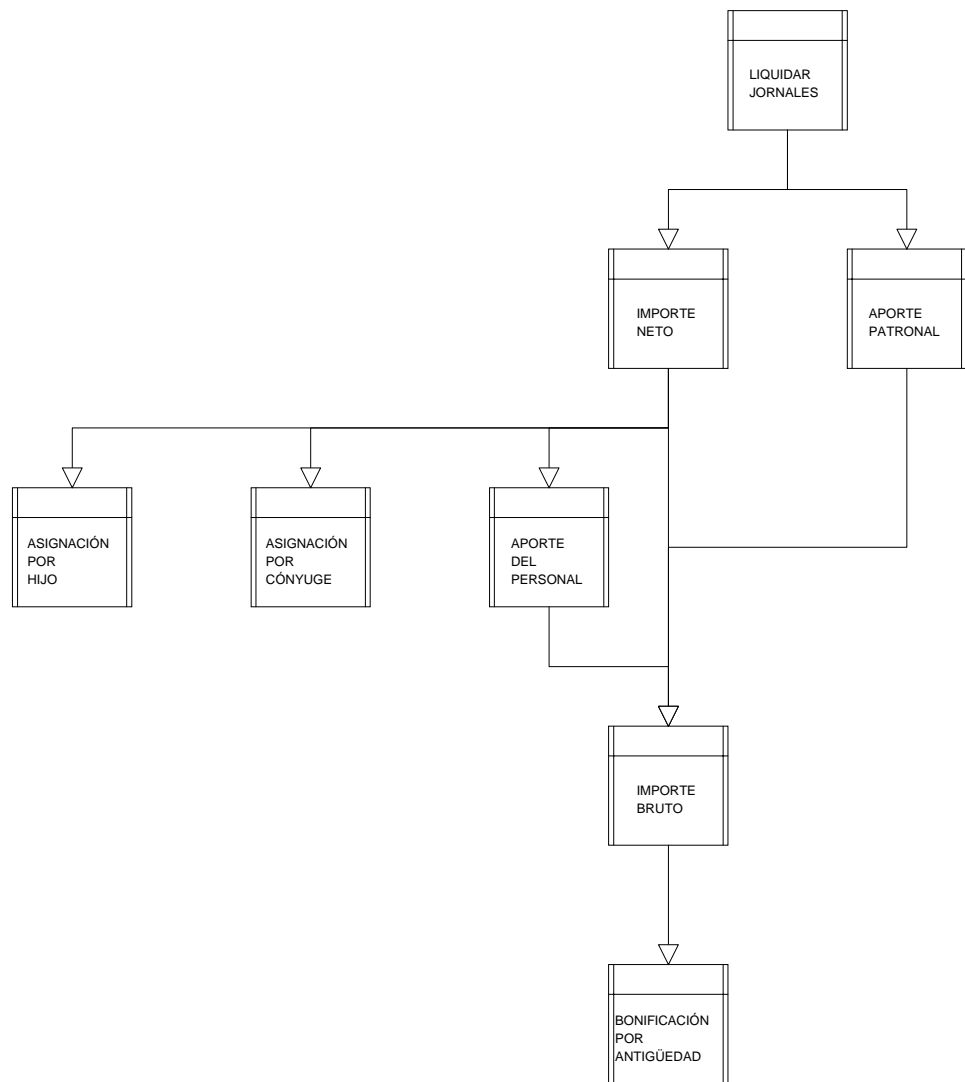 LIQUIDAR
JORNALES
IMPORTE
NETO
APORTE
PATRONAL
ASIGNACIÓN
POR
HIJO
ASIGNACIÓN
POR
CÓNYUGE
APORTE
DEL
PERSONAL
IMPORTE
BRUTO
BONIFICACIÓN
POR
ANTIGÜEDAD